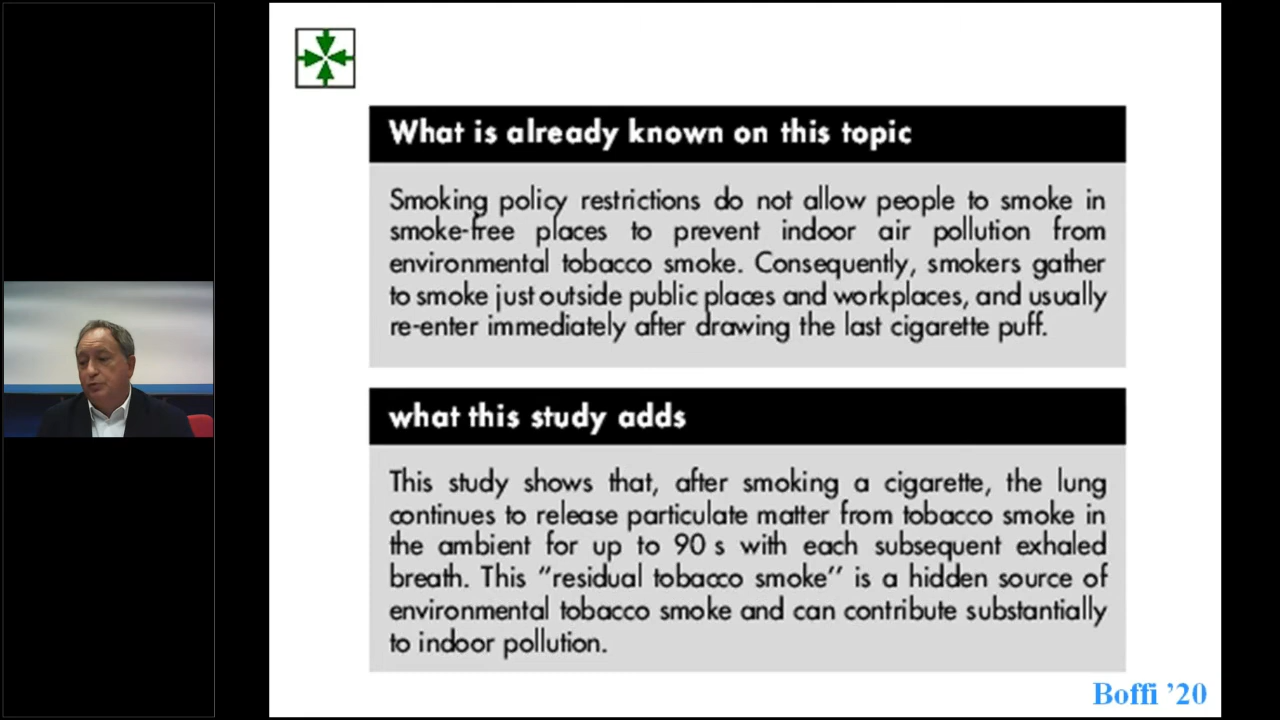 What is already known on this topic
Smoking policy restrictions do not allow people to smoke in
smoke-free places to prevent indoor air pollution from
environmental tobacco smoke. Consequently, smokers gather
to smoke just outside public places and workplaces, and usually
re-enter immediately after drawing the last cigarette puff.
what this study adds
This study shows that, after smoking a cigarette, the lung
continues to release particulate matter from tobacco smoke in
the ambient for up to 90 s with each subsequent exhaled
breath. This ‘‘residual tobacco smoke’’ is a hidden source of
environmental tobacco smoke and can contribute substantially
to indoor pollution.
Boffi ’20